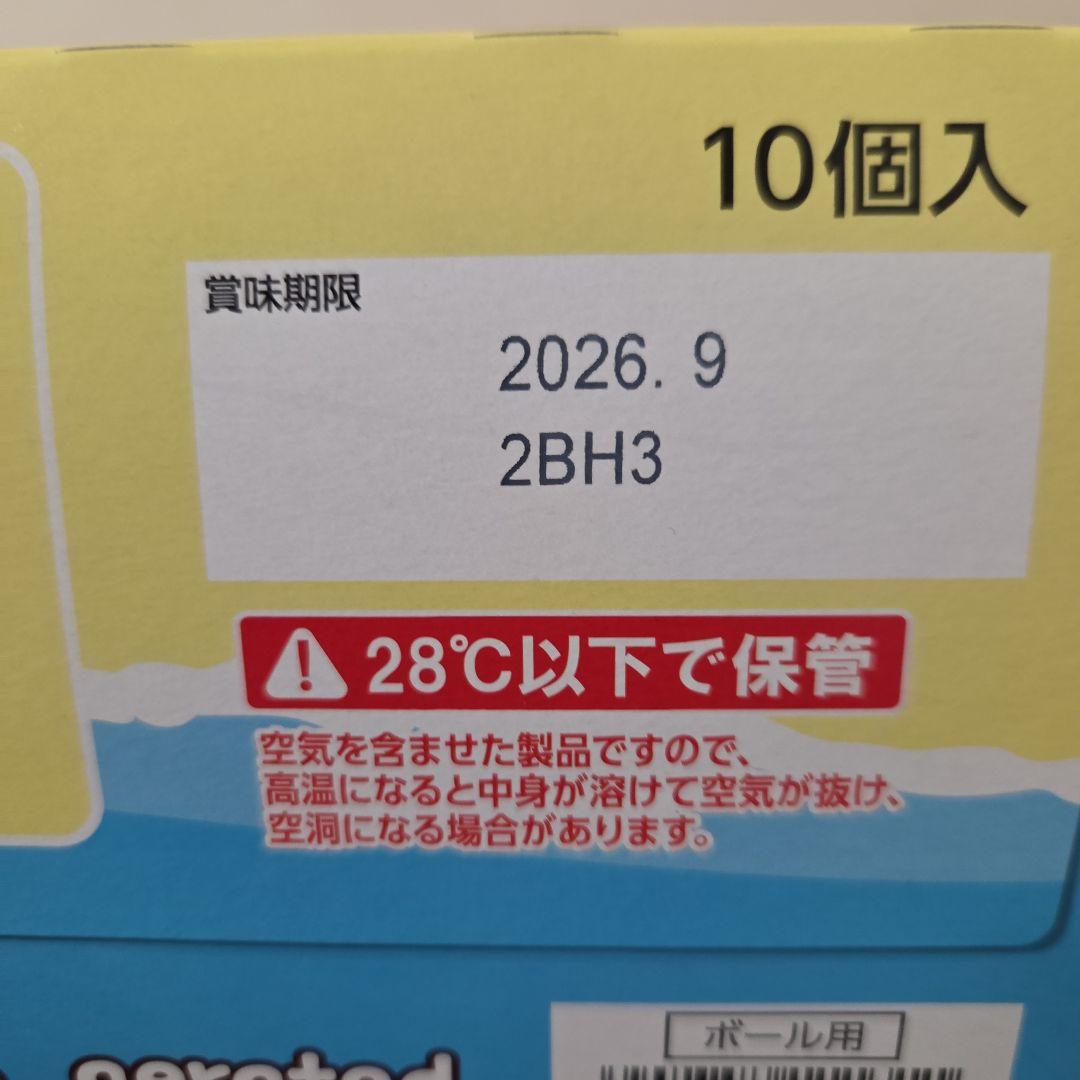 10個入
賞味期限
2026. 9
2BH3
28℃以下で保管
空気を含ませた製品ですので、
高温になると中身が溶けて空気が抜け、
空洞になる場合があります。
ボール用
aerated